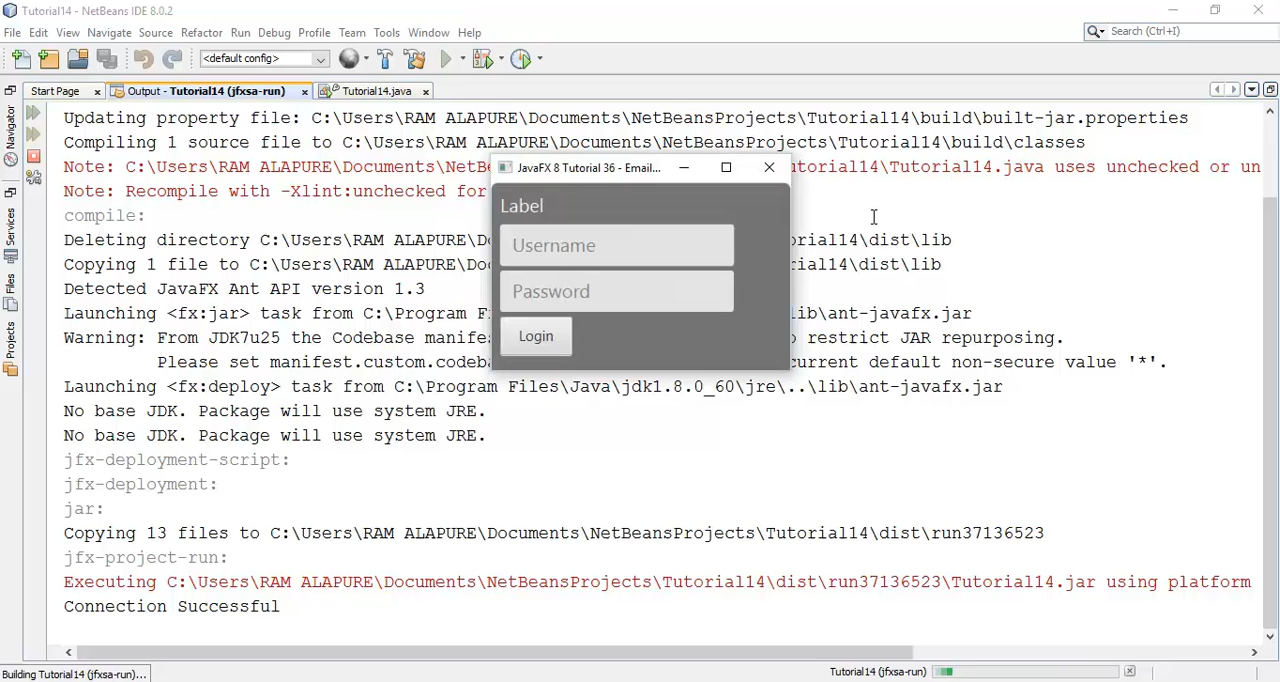 Tutorial14 - NetBeans IDE 8.0.2
File Edit View Navigate Source Refactor Run Debug Profile Team Tools Window Help
Search (Ctrl+I)
<default config>
Start Page
Output - Tutorial14 (jfxsa-run)
Tutorial14.java
Navigator
Services
Files
Projects
Updating property file: C:\Users\RAM ALAPURE\Documents\NetBeansProjects\Tutorial14\build\built-jar.properties
Compiling 1 source file to C:\Users\RAM ALAPURE\Documents\NetBeansProjects\Tutorial14\build\classes
Note: C:\Users\RAM ALAPURE\Documents\NetBe utorial14\Tutorial14.java uses unchecked or un
Note: Recompile with -Xlint:unchecked for
compile:
Deleting directory C:\Users\RAM ALAPURE\Do rial14\dist\lib
Copying 1 file to C:\Users\RAM ALAPURE\Doc ial14\dist\lib
Detected JavaFX Ant API version 1.3
Launching <fx:jar> task from C:\Program Fi lib\ant-javafx.jar
Warning: From JDK7u25 the Codebase manifes o restrict JAR repurposing.
Please set manifest.custom.codeba current default non-secure value '*'.
Launching <fx:deploy> task from C:\Program Files\Java\jdk1.8.0_60\jre\..\lib\ant-javafx.jar
No base JDK. Package will use system JRE.
No base JDK. Package will use system JRE.
jfx-deployment-script:
jfx-deployment:
jar:
Copying 13 files to C:\Users\RAM ALAPURE\Documents\NetBeansProjects\Tutorial14\dist\run37136523
jfx-project-run:
Executing C:\Users\RAM ALAPURE\Documents\NetBeansProjects\Tutorial14\dist\run37136523\Tutorial14.jar using platform
Connection Successful
JavaFX 8 Tutorial 36 - Email...
Label
Username
Password
Login
Building Tutorial14 (jfxsa-run)...
Tutorial14 (jfxsa-run)